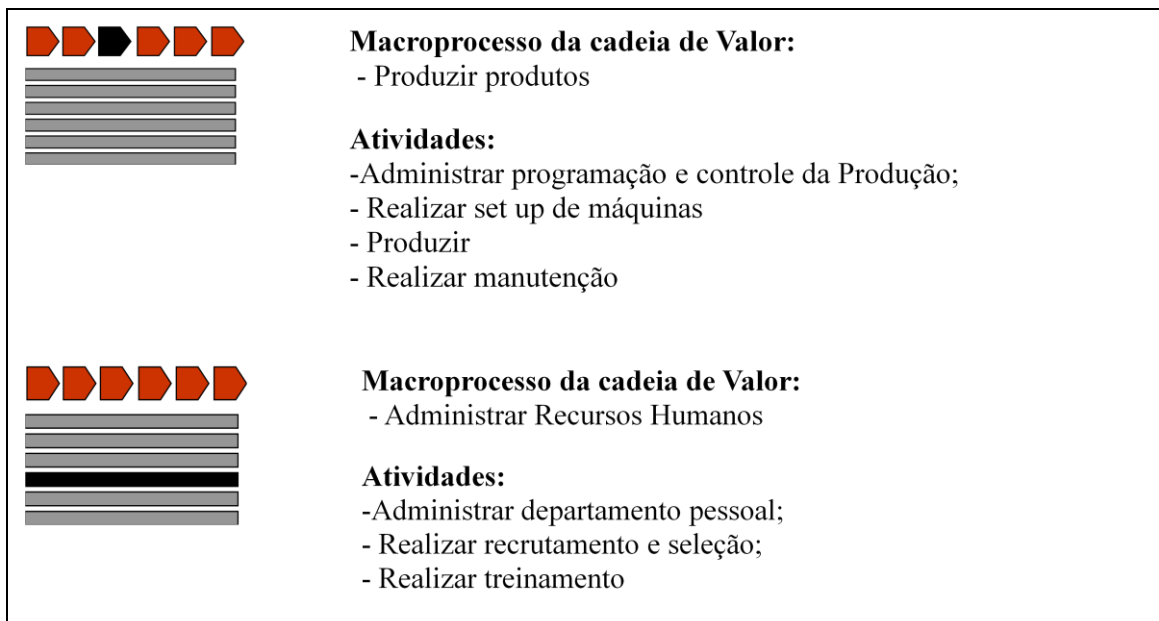 Macroprocesso da cadeia de Valor:
- Produzir produtos
Atividades:
-Administrar programação e controle da Produção;
- Realizar set up de máquinas
- Produzir
- Realizar manutenção
Macroprocesso da cadeia de Valor:
- Administrar Recursos Humanos
Atividades:
-Administrar departamento pessoal;
- Realizar recrutamento e seleção;
- Realizar treinamento